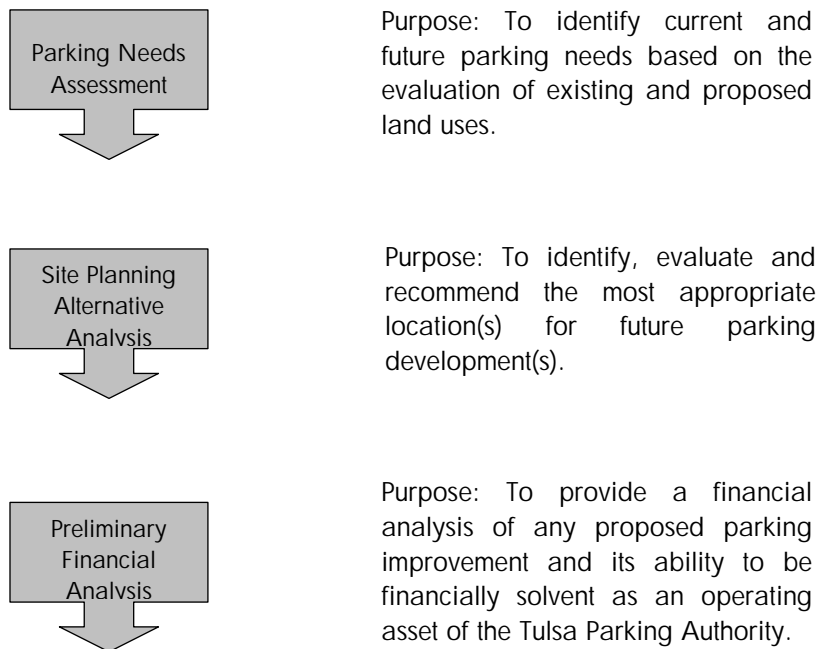 Parking Needs
Assessment
Purpose: To identify current and
future parking needs based on the
evaluation of existing and proposed
land uses.
Site Planning
Alternative
Analysis
Purpose: To identify, evaluate and
recommend the most appropriate
location(s) for future parking
development(s).
Preliminary
Financial
Analysis
Purpose: To provide a financial
analysis of any proposed parking
improvement and its ability to be
financially solvent as an operating
asset of the Tulsa Parking Authority.